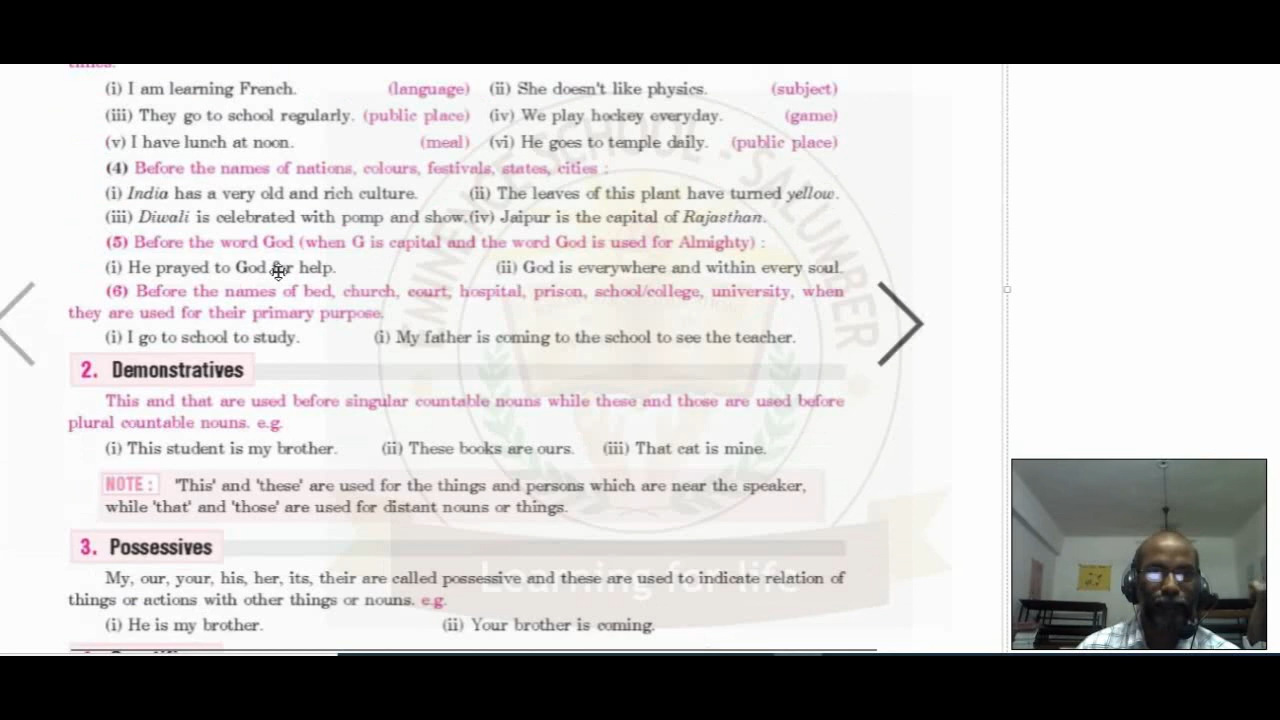 times.
(i) I am learning French. (language) (ii) She doesn't like physics. (subject)
(iii) They go to school regularly. (public place) (iv) We play hockey everyday. (game)
(v) I have lunch at noon. (meal) (vi) He goes to temple daily. (public place)
(4) Before the names of nations, colours, festivals, states, cities :
(i) India has a very old and rich culture. (ii) The leaves of this plant have turned yellow.
(iii) Diwali is celebrated with pomp and show.(iv) Jaipur is the capital of Rajasthan.
(5) Before the word God (when G is capital and the word God is used for Almighty) :
(i) He prayed to God for help. (ii) God is everywhere and within every soul.
(6) Before the names of bed, church, court, hospital, prison, school/college, university, when
they are used for their primary purpose.
(i) I go to school to study. (i) My father is coming to the school to see the teacher.
2. Demonstratives
This and that are used before singular countable nouns while these and those are used before
plural countable nouns. e.g.
(i) This student is my brother. (ii) These books are ours. (iii) That cat is mine.
NOTE : 'This' and 'these' are used for the things and persons which are near the speaker,
while 'that' and 'those' are used for distant nouns or things.
3. Possessives
My, our, your, his, her, its, their are called possessive and these are used to indicate relation of
things or actions with other things or nouns. e.g.
(i) He is my brother. (ii) Your brother is coming.
EMINENCE SCHOOL - SALUMBER
Learning for life